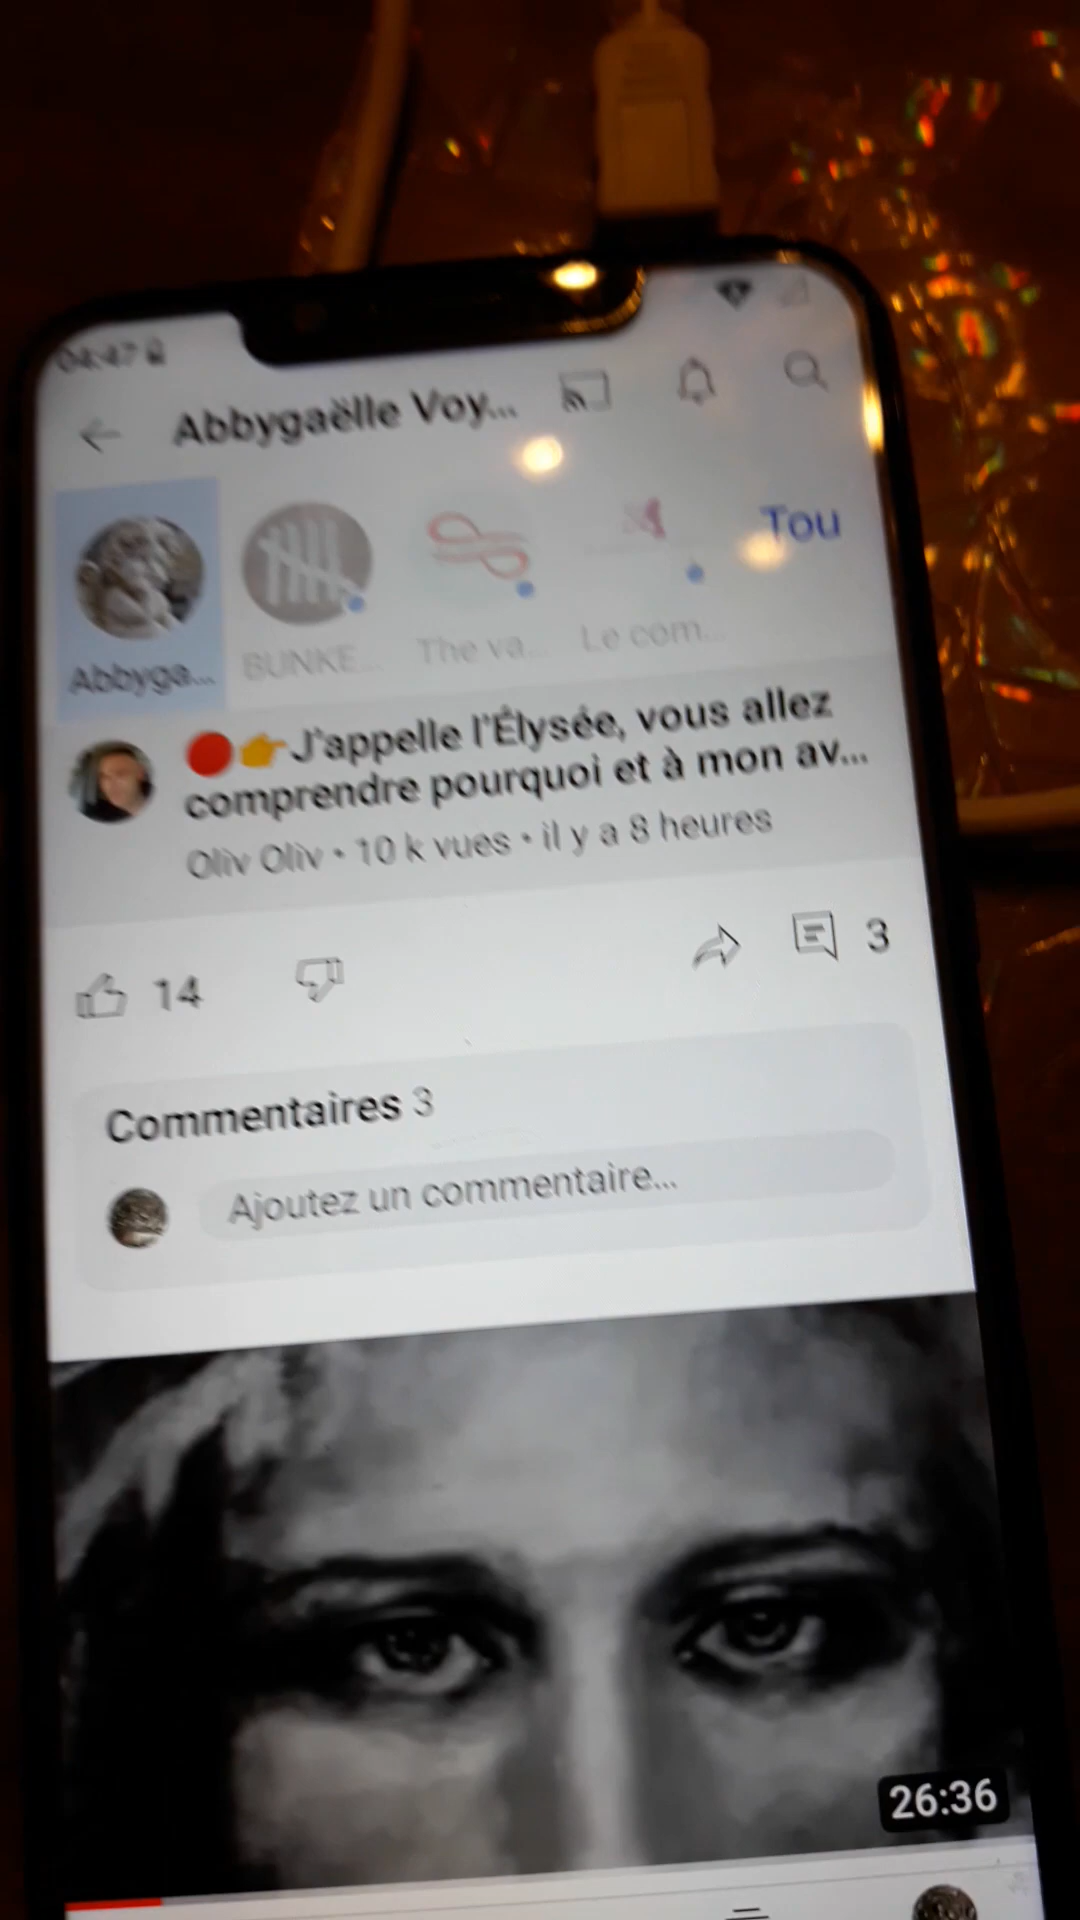 04:47
Abbygaëlle Voy...
Tou
Abbyga...
BUNKE...
The va...
Le com...
🔴👉J'appelle l'Élysée, vous allez
comprendre pourquoi et à mon av...
Oliv Oliv • 10 k vues • il y a 8 heures
14
3
Commentaires 3
Ajoutez un commentaire...
26:36